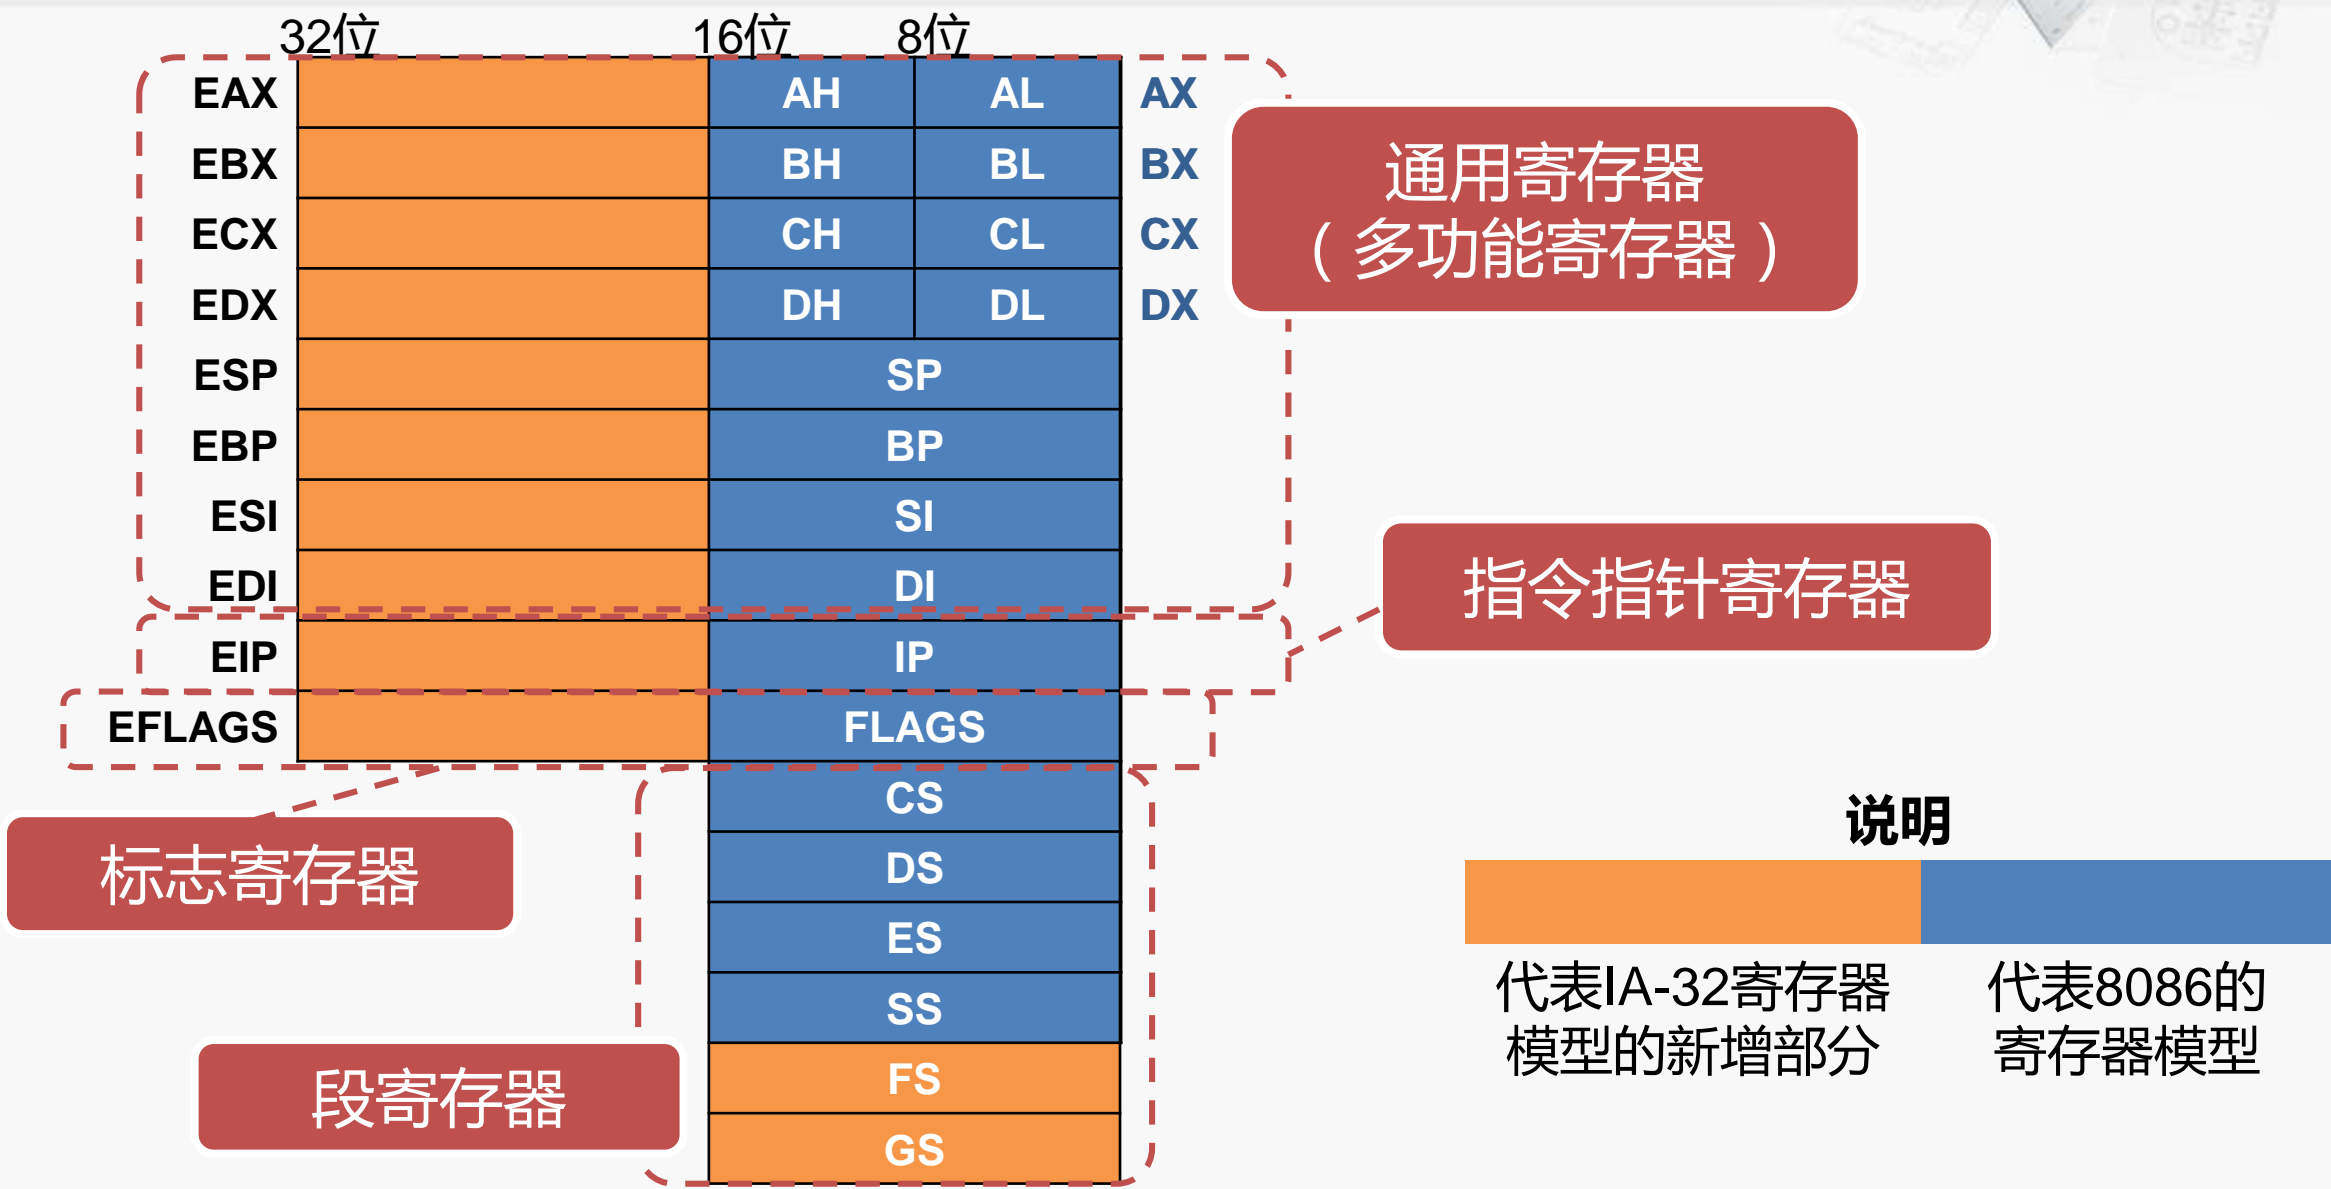 32位 16位 8位
EAX AH AL AX
EBX BH BL BX
ECX CH CL CX
EDX DH DL DX
通用寄存器
（多功能寄存器）
ESP SP
EBP BP
ESI SI
EDI DI
指令指针寄存器
EIP IP
EFLAGS FLAGS
标志寄存器
CS
DS
ES
SS
FS
GS
段寄存器
说明
代表IA-32寄存器
模型的新增部分
代表8086的
寄存器模型